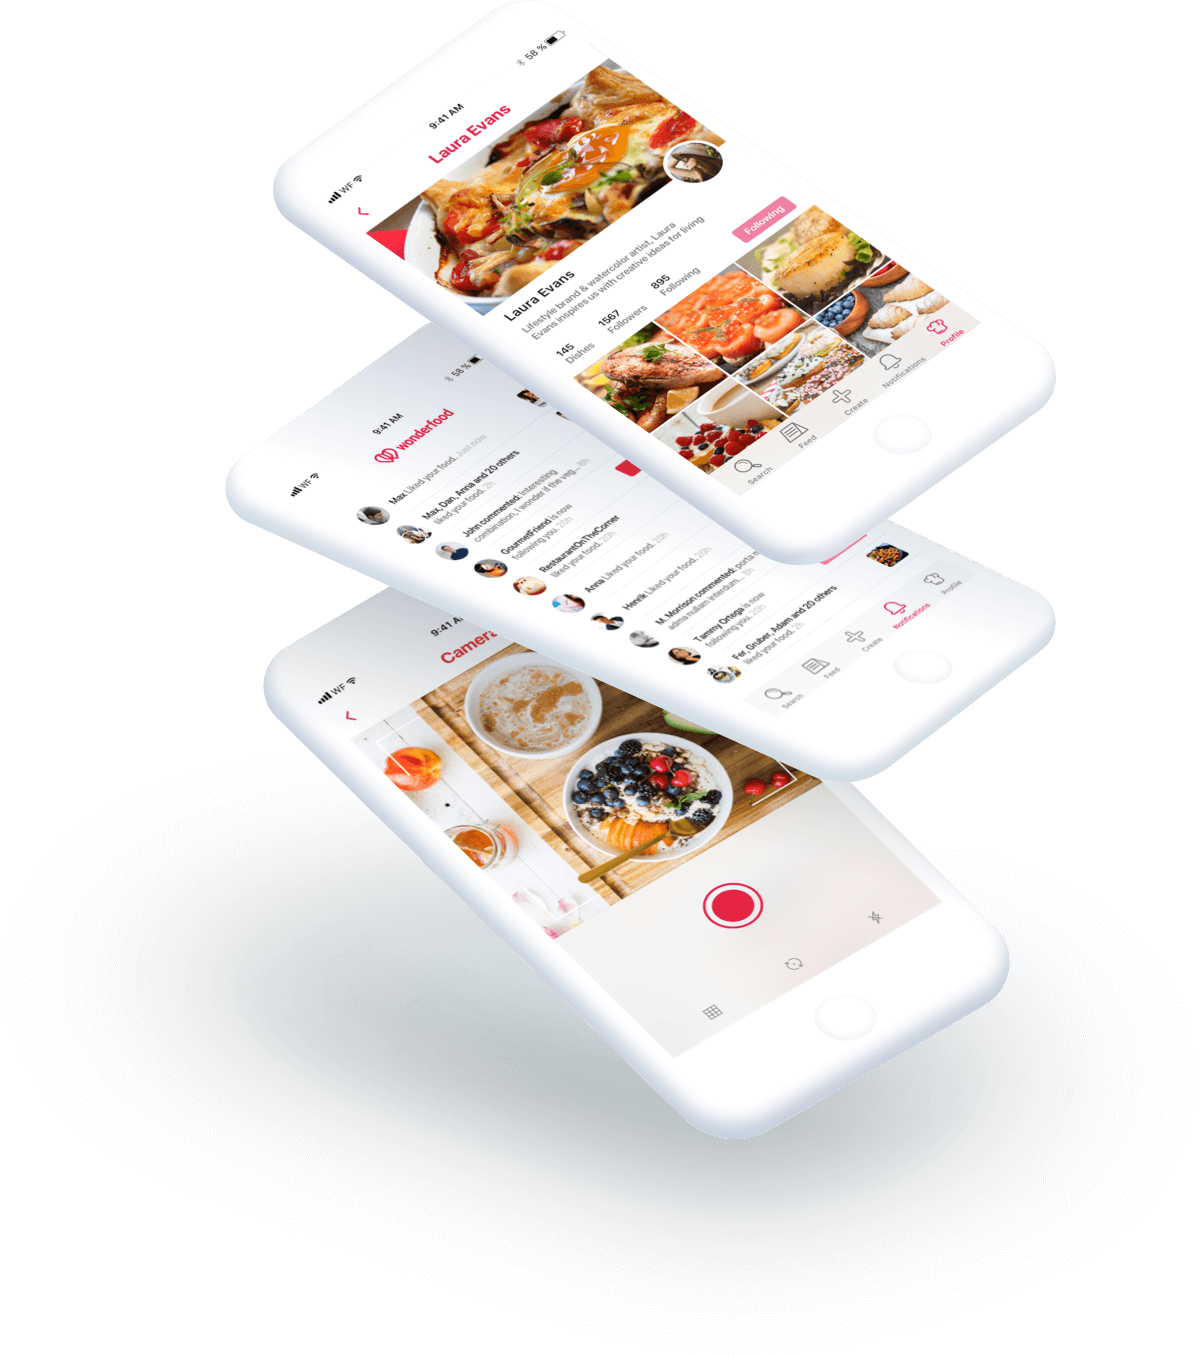 58 %
9:41 AM
WF
Laura Evans
Laura Evans
Lifestyle brand & watercolor artist, Laura
Evans inspires us with creative ideas for living
Following
145
Dishes
1567
Followers
895
Following
Search
Feed
Create
Notifications
Profile
58 %
9:41 AM
WF
wonderfood
Max Liked your food. Just now
Max, Dan, Anna and 20 others
liked your food. 2h
John commented: Interesting
combination, I wonder if the veg... 8h
GourmetFriend is now
following you. 20h
RestaurantOnTheCorner
liked your food. 20h
Anna Liked your food. 20h
Henrik Liked your food. 20h
M. Morrison commented: porta m
adma nullam interdum... 8h
Tammy Ortega is now
following you. 20h
Fer, Gruber, Adam and 20 others
liked your food. 2h
Search
Feed
Create
Notifications
Profile
9:41 A
WF
Camera